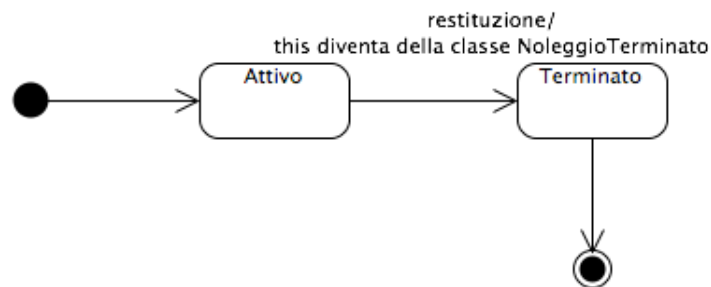 restituzione/
this diventa della classe NoleggioTerminato
Attivo
Terminato